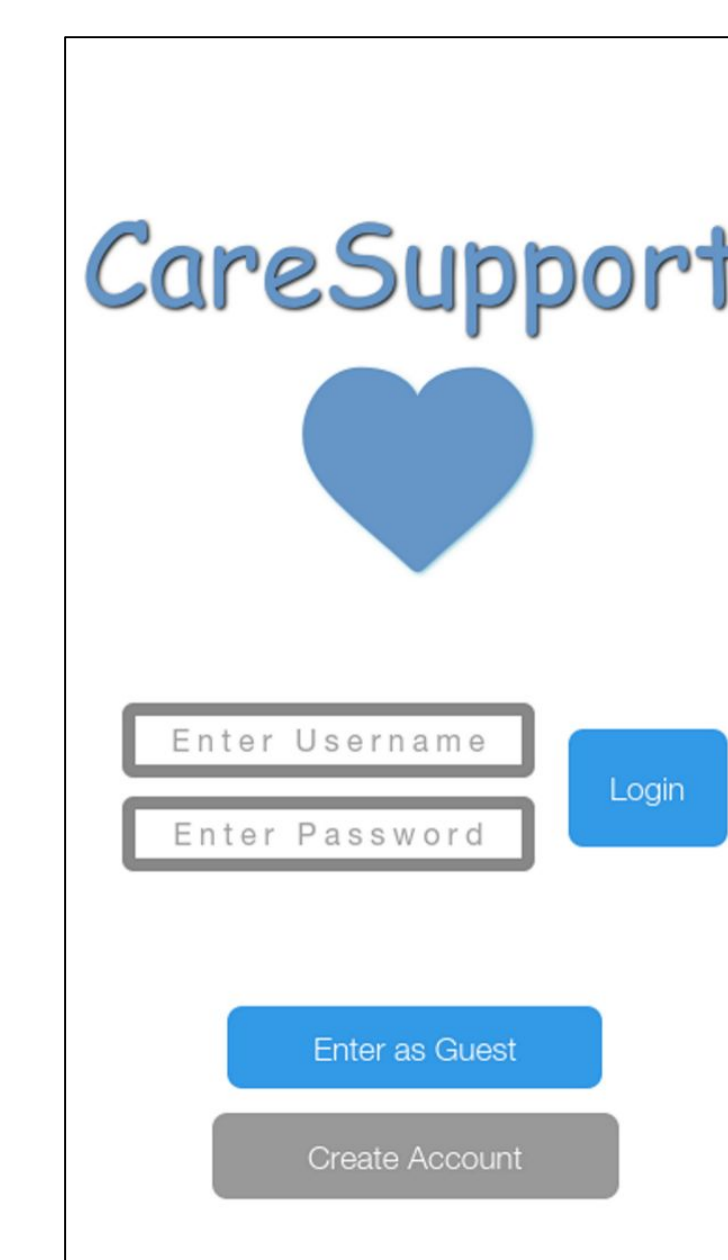 CareSupport
Enter Username
Login
Enter Password
Enter as Guest
Create Account